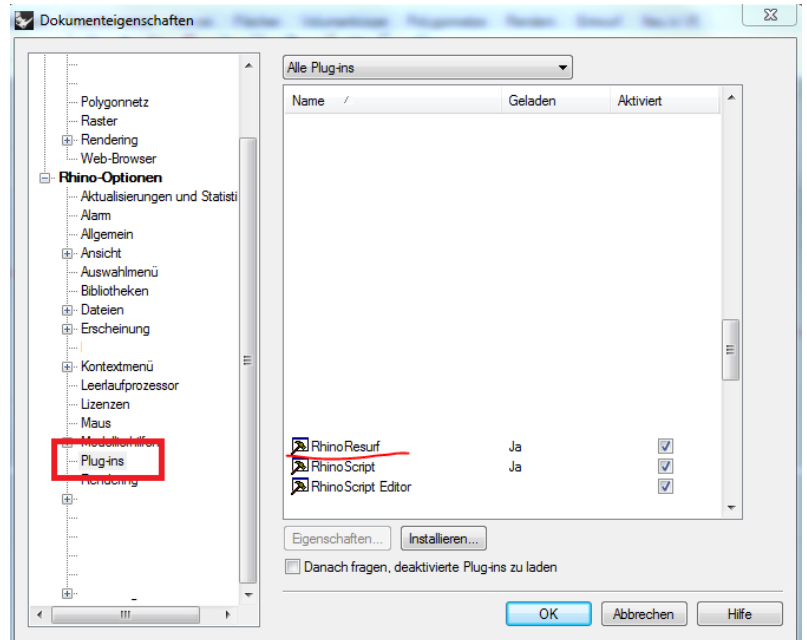 Dokumenteigenschaften
Alle Plug-ins
Name Geladen Aktiviert
Polygonnetz
Raster
Rendering
Web-Browser
Rhino-Optionen
Aktualisierungen und Statisti
Alarm
Allgemein
Ansicht
Auswahlmenü
Bibliotheken
Dateien
Erscheinung
Kontextmenü
Leerlaufprozessor
Lizenzen
Maus
Modellierhilfen
Plug-ins
Rendering
RhinoResurf Ja
RhinoScript Ja
RhinoScript Editor
Eigenschaften... Installieren...
Danach fragen, deaktivierte Plug-ins zu laden
OK Abbrechen Hilfe